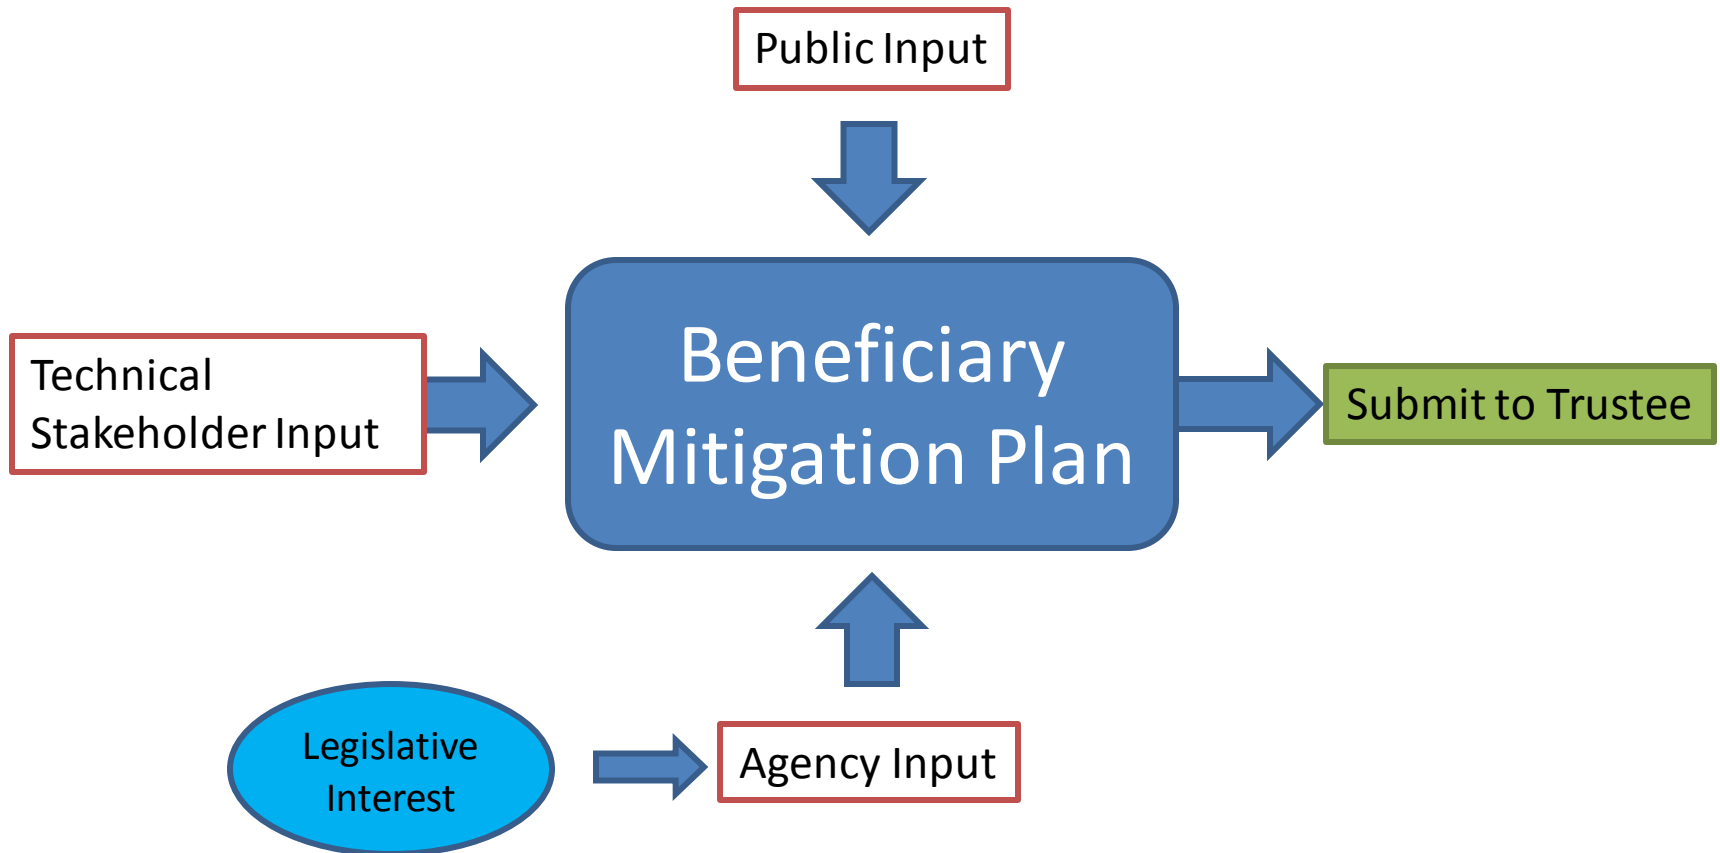 Public Input
Technical
Stakeholder Input
Beneficiary
Mitigation Plan
Submit to Trustee
Legislative
Interest
Agency Input